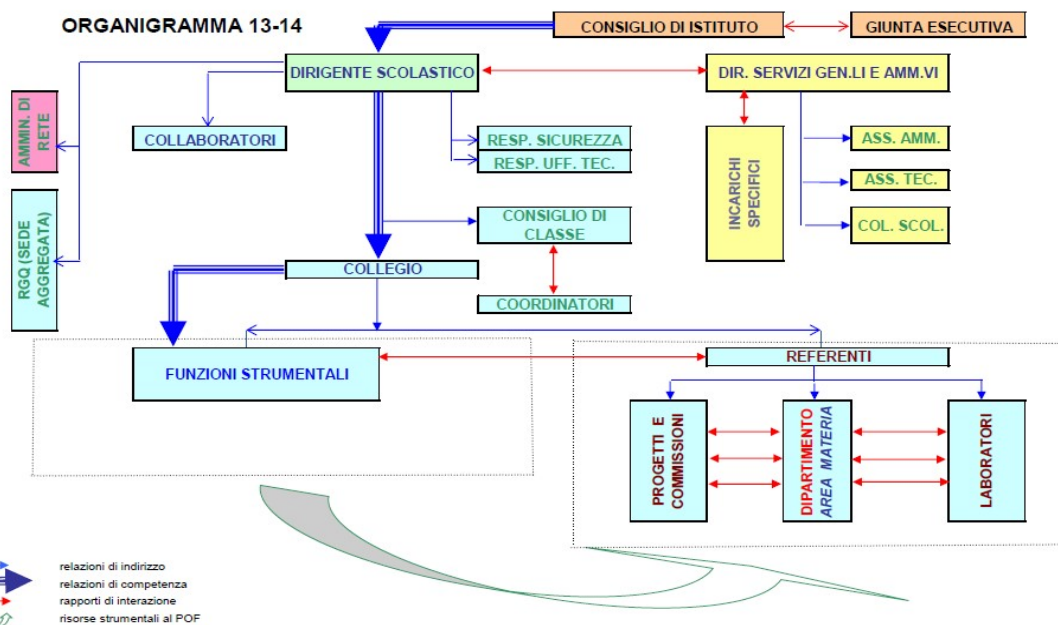 ORGANIGRAMMA 13-14
CONSIGLIO DI ISTITUTO
GIUNTA ESECUTIVA
DIRIGENTE SCOLASTICO
DIR. SERVIZI GEN.LI E AMM.VI
AMMIN. DI
RETE
COLLABORATORI
RESP. SICUREZZA
RESP. UFF. TEC.
INCARICHI
SPECIFICI
ASS. AMM.
ASS. TEC.
COL. SCOL.
RGQ (SEDE
AGGREGATA)
CONSIGLIO DI
CLASSE
COLLEGIO
COORDINATORI
FUNZIONI STRUMENTALI
REFERENTI
PROGETTI E
COMMISSIONI
DIPARTIMENTO
AREA MATERIA
LABORATORI
relazioni di indirizzo
relazioni di competenza
rapporti di interazione
risorse strumentali al POF